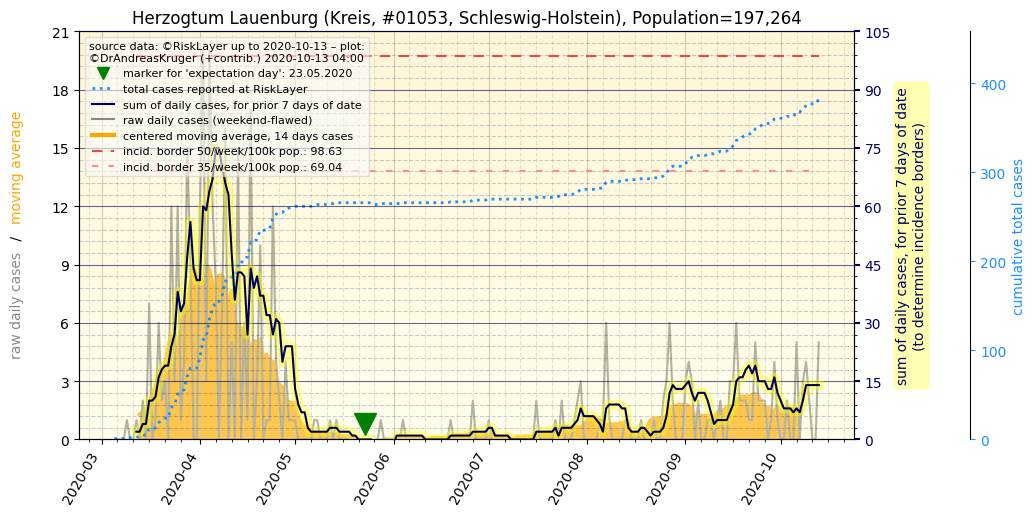 Herzogtum Lauenburg (Kreis, #01053, Schleswig-Holstein), Population=197,264
source data: ©RiskLayer up to 2020-10-13 – plot:
©DrAndreasKruger (+contrib.) 2020-10-13 04:00
marker for 'expectation day': 23.05.2020
total cases reported at RiskLayer
sum of daily cases, for prior 7 days of date
raw daily cases (weekend-flawed)
centered moving average, 14 days cases
incid. border 50/week/100k pop.: 98.63
incid. border 35/week/100k pop.: 69.04
raw daily cases / moving average
21
18
15
12
9
6
3
0
105
90
75
60
45
30
15
0
sum of daily cases, for prior 7 days of date
(to determine incidence borders)
400
300
200
100
0
cumulative total cases
2020-03
2020-04
2020-05
2020-06
2020-07
2020-08
2020-09
2020-10